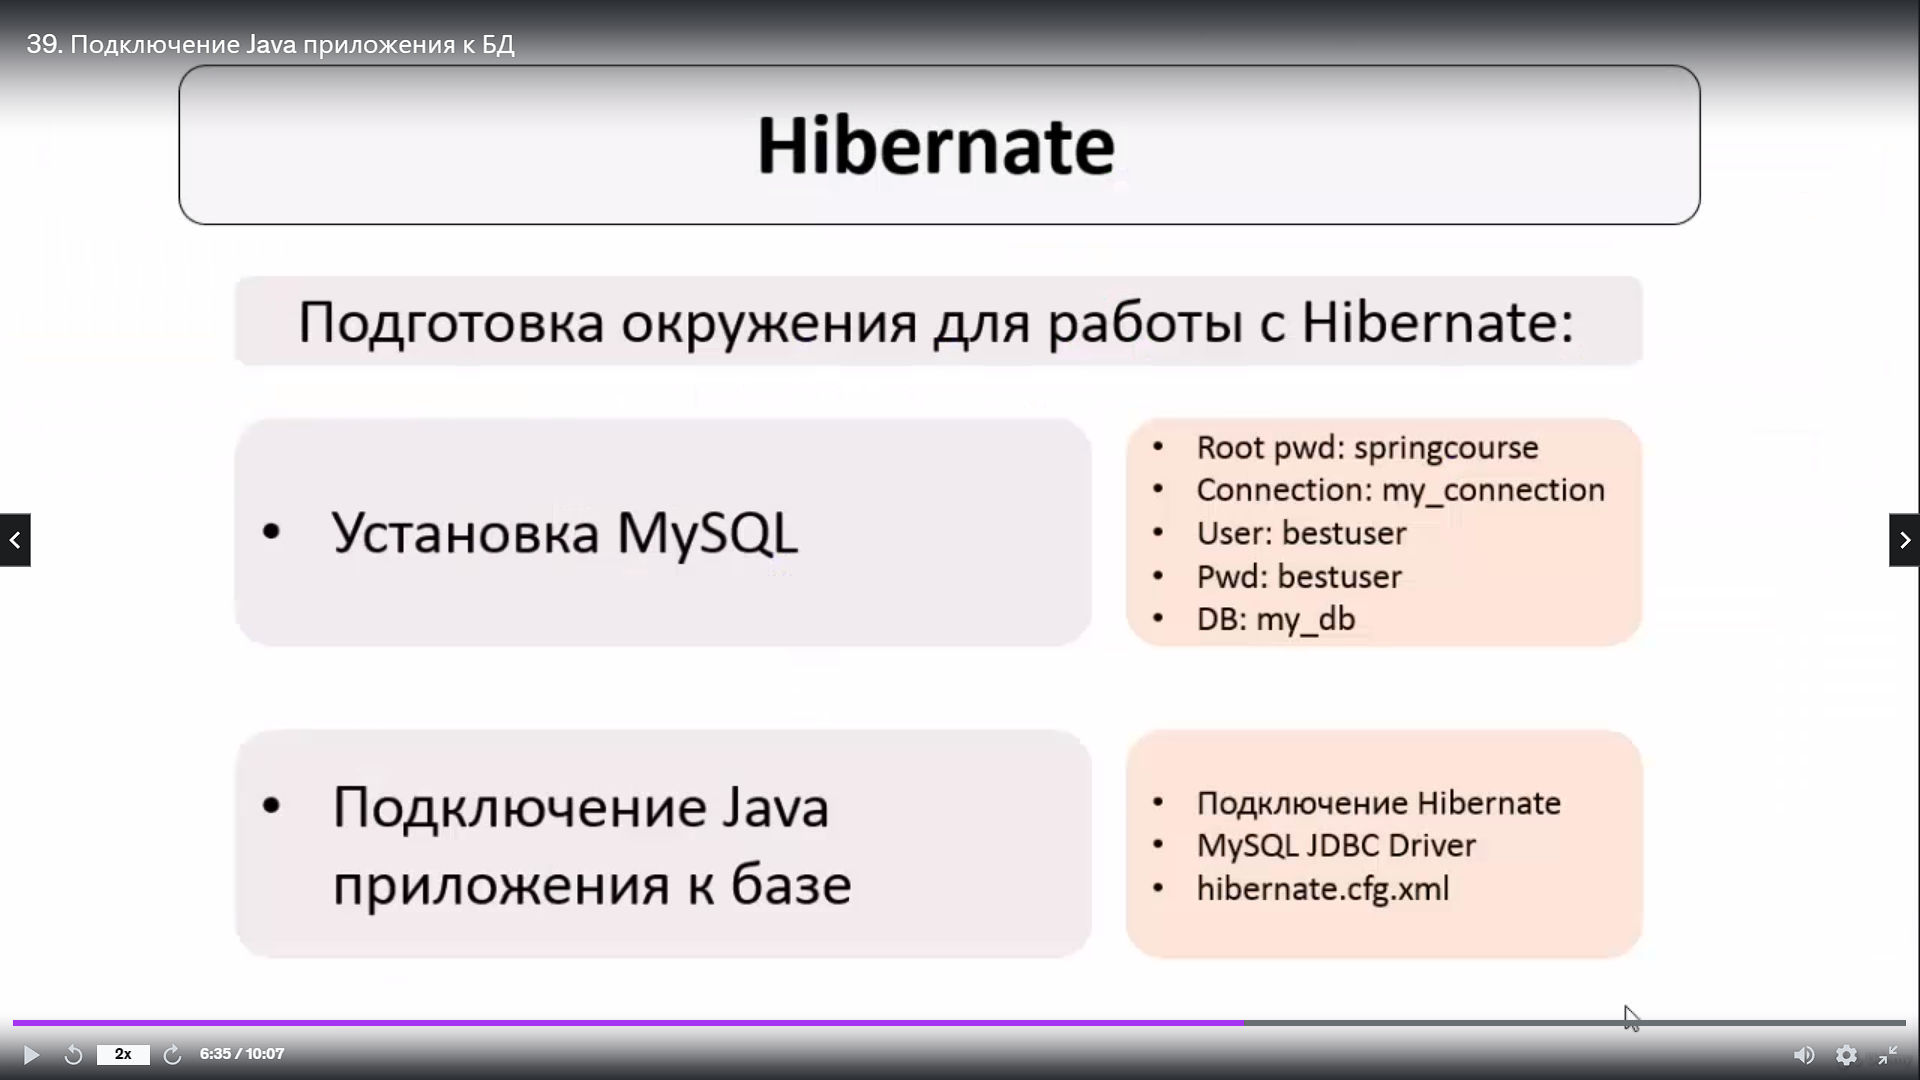 39. Подключение Java приложения к БД
Hibernate
Подготовка окружения для работы с Hibernate:
• Установка MySQL
• Root pwd: springcourse
• Connection: my_connection
• User: bestuser
• Pwd: bestuser
• DB: my_db
• Подключение Java
приложения к базе
• Подключение Hibernate
• MySQL JDBC Driver
• hibernate.cfg.xml
2x
6:35 / 10:07